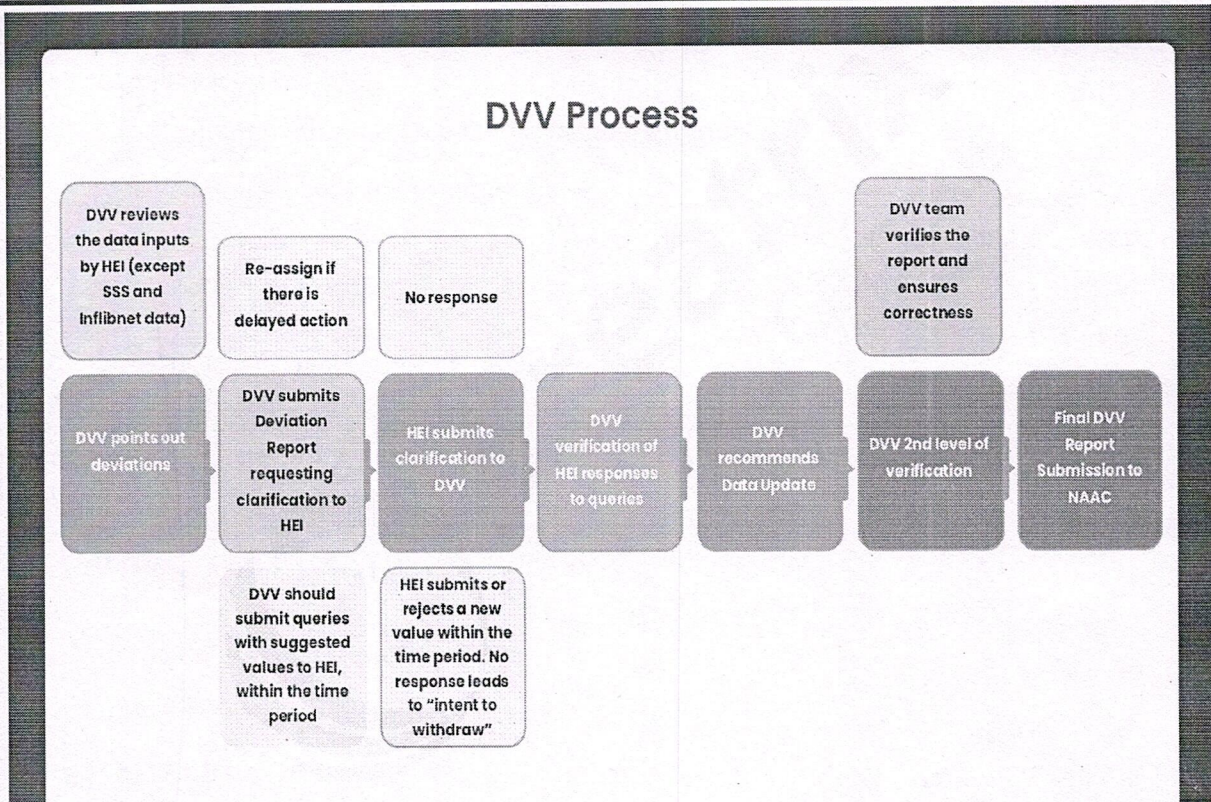 DVV Process
DVV reviews
the data inputs
by HEI (except
SSS and
Inflibnet data)
Re-assign if
there is
delayed action
No response
DVV team
verifies the
report and
ensures
correctness
DVV points out
deviations
DVV submits
Deviation
Report
requesting
clarification to
HEI
HEI submits
clarification to
DVV
DVV
verification of
HEI responses
to queries
DVV
recommends
Data Update
DVV 2nd level of
verification
Final DVV
Report
Submission to
NAAC
DVV should
submit queries
with suggested
values to HEI,
within the time
period
HEI submits or
rejects a new
value within the
time period. No
response leads
to "intent to
withdraw"